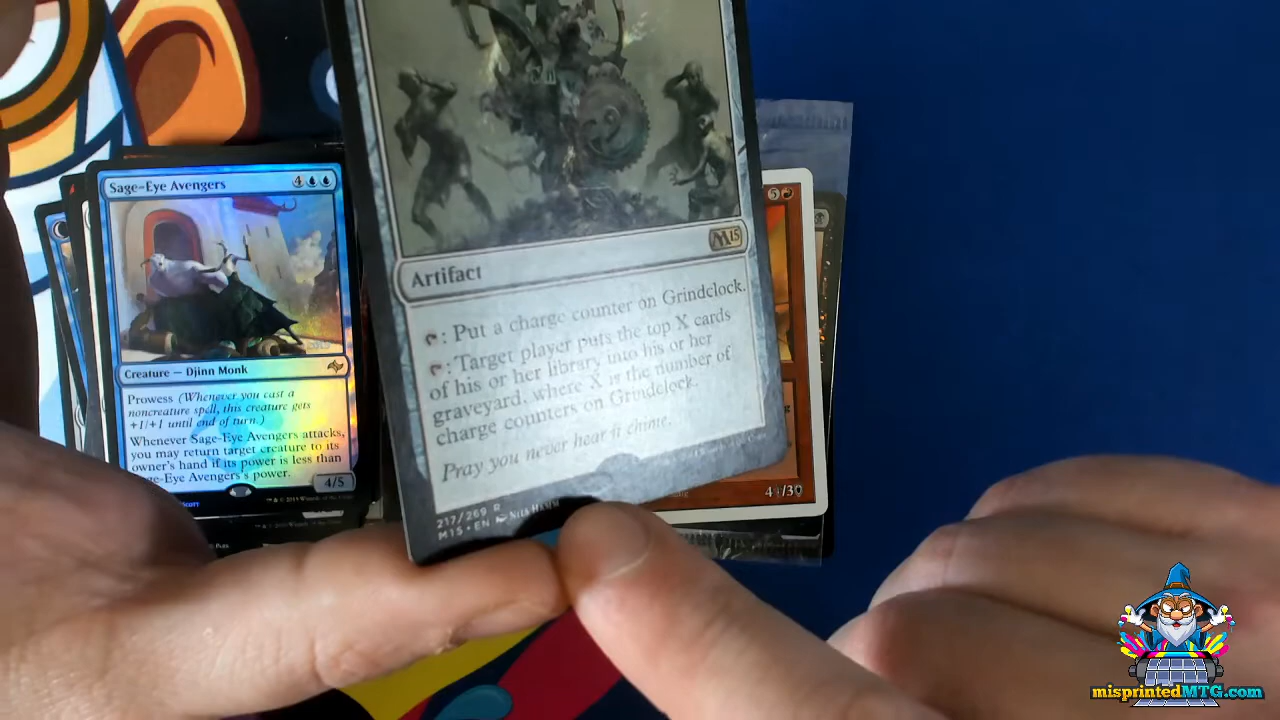 Sage-Eye Avengers 4
2015
Creature — Djinn Monk
Prowess (Whenever you cast a
noncreature spell, this creature gets
+1/+1 until end of turn.)
Whenever Sage-Eye Avengers attacks,
you may return target creature to its
owner's hand if its power is less than
Sage-Eye Avengers's power.
4/5
M15
Artifact
: Put a charge counter on Grindclock.
: Target player puts the top X cards
of his or her library into his or her
graveyard, where X is the number of
charge counters on Grindclock.
Pray you never hear it chime.
217/269 R
M15 • EN
5
misprintedMTG.com